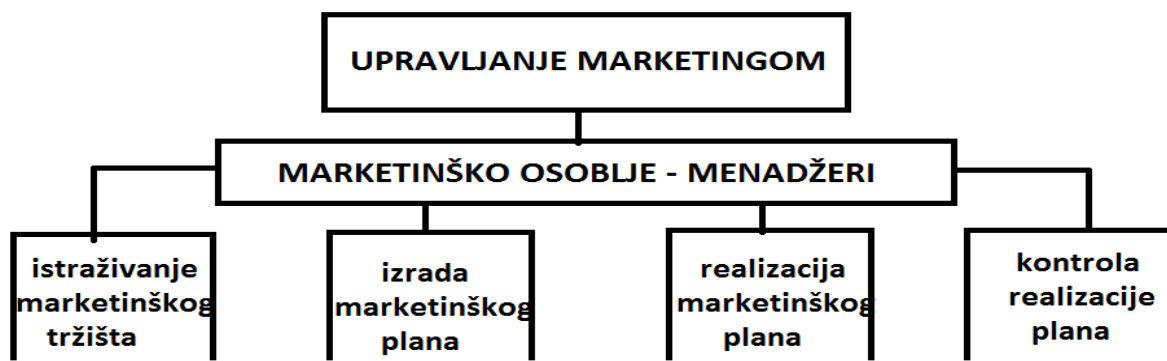 UPRAVLJANJE MARKETINGOM
MARKETINŠKO OSOBLJE - MENADŽERI
istraživanje
marketinškog
tržišta
izrada
marketinškog
plana
realizacija
marketinškog
plana
kontrola
realizacije
plana